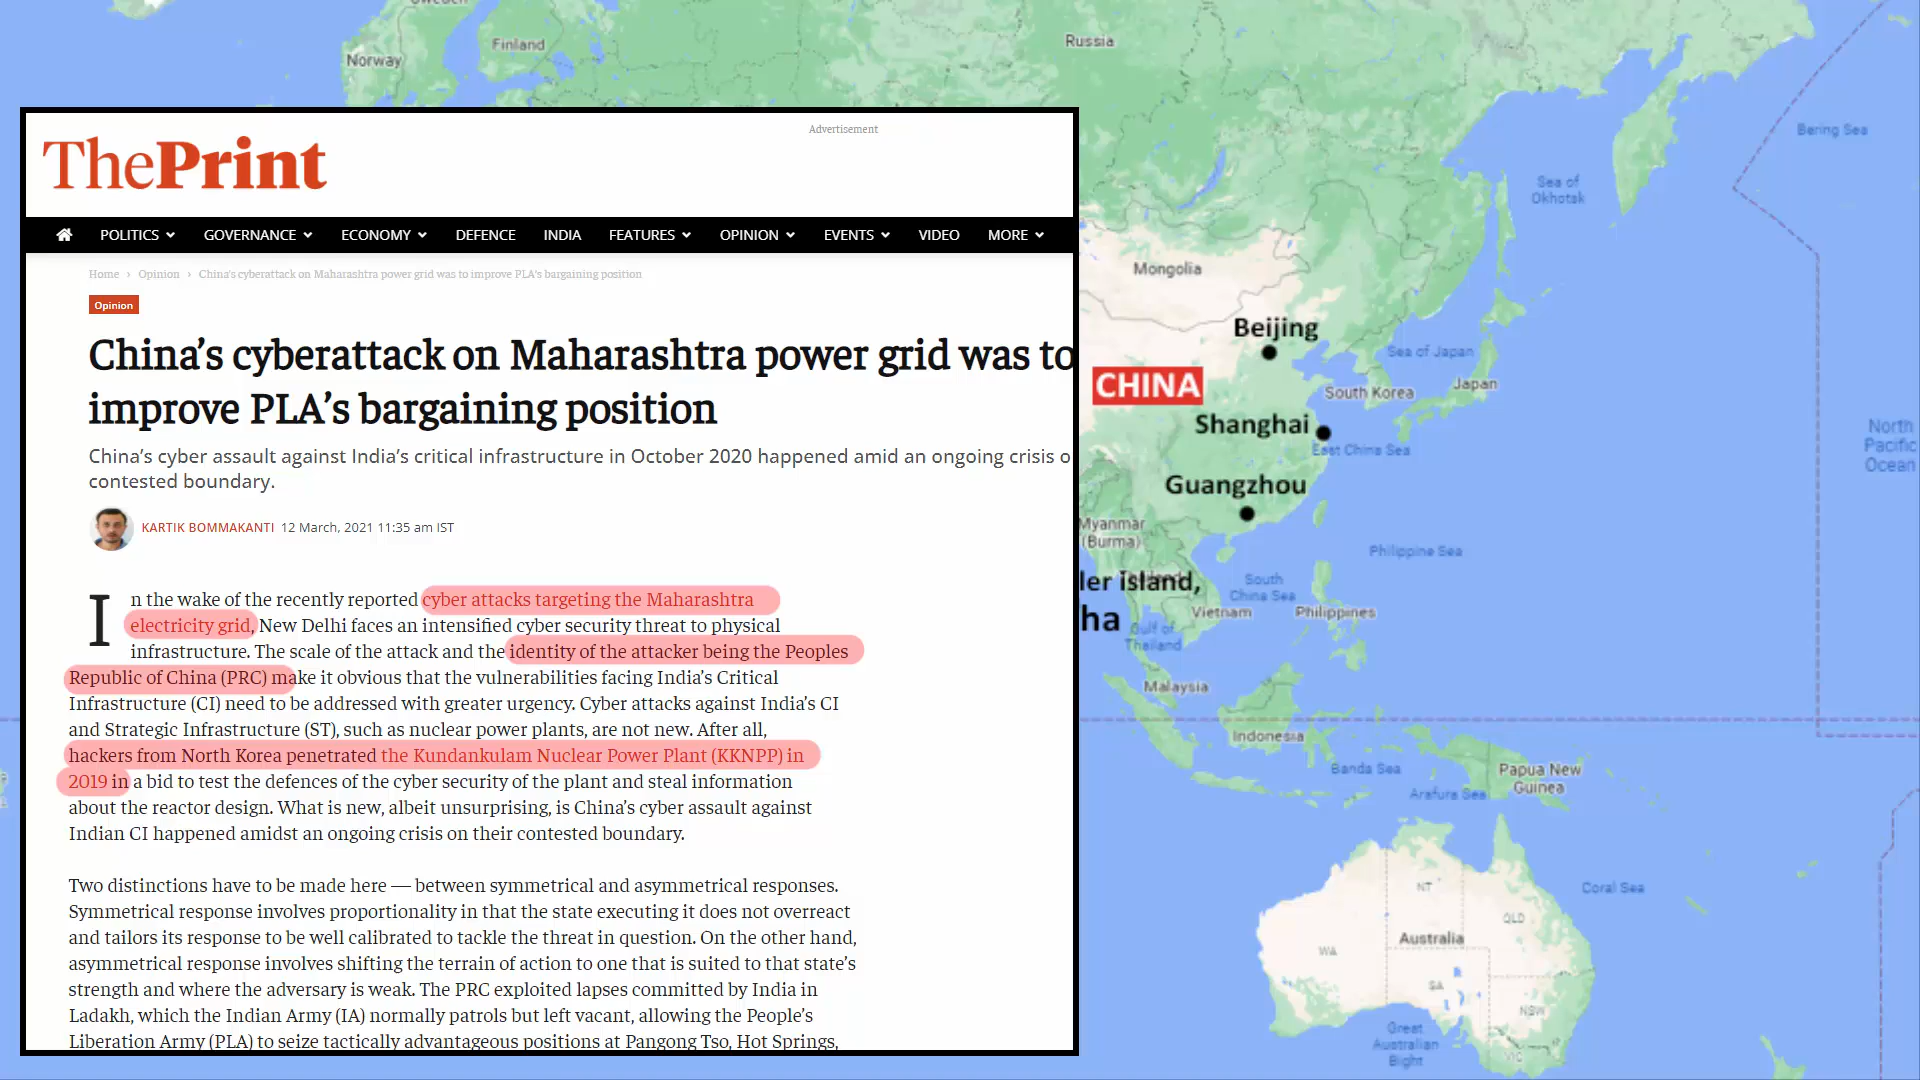 Sweden
Norway
Finland
Russia
Bering Sea
Sea of
Okhotsk
ThePrint
Advertisement
POLITICS GOVERNANCE ECONOMY DEFENCE INDIA FEATURES OPINION EVENTS VIDEO MORE
Home › Opinion › China's cyberattack on Maharashtra power grid was to improve PLA's bargaining position
Opinion
China’s cyberattack on Maharashtra power grid was to
improve PLA’s bargaining position
China’s cyber assault against India’s critical infrastructure in October 2020 happened amid an ongoing crisis o
contested boundary.
KARTIK BOMMAKANTI 12 March, 2021 11:35 am IST
In the wake of the recently reported cyber attacks targeting the Maharashtra
electricity grid, New Delhi faces an intensified cyber security threat to physical
infrastructure. The scale of the attack and the identity of the attacker being the Peoples
Republic of China (PRC) make it obvious that the vulnerabilities facing India’s Critical
Infrastructure (CI) need to be addressed with greater urgency. Cyber attacks against India’s CI
and Strategic Infrastructure (ST), such as nuclear power plants, are not new. After all,
hackers from North Korea penetrated the Kundankulam Nuclear Power Plant (KKNPP) in
2019 in a bid to test the defences of the cyber security of the plant and steal information
about the reactor design. What is new, albeit unsurprising, is China’s cyber assault against
Indian CI happened amidst an ongoing crisis on their contested boundary.
Two distinctions have to be made here — between symmetrical and asymmetrical responses.
Symmetrical response involves proportionality in that the state executing it does not overreact
and tailors its response to be well calibrated to tackle the threat in question. On the other hand,
asymmetrical response involves shifting the terrain of action to one that is suited to that state’s
strength and where the adversary is weak. The PRC exploited lapses committed by India in
Ladakh, which the Indian Army (IA) normally patrols but left vacant, allowing the People’s
Liberation Army (PLA) to seize tactically advantageous positions at Pangong Tso, Hot Springs,
Mongolia
Beijing
Sea of Japan
CHINA
South Korea
Japan
Shanghai
East China Sea
North
Pacific
Ocean
Guangzhou
Myanmar
(Burma)
Philippine Sea
ler island,
Thailand
South
China Sea
Vietnam
Philippines
ha
Gulf of
Thailand
Malaysia
Indonesia
Banda Sea
Papua New
Guinea
Arafura Sea
Coral Sea
NT
QLD
WA
Australia
SA
NSW
Great
Australian
Bight
VIC